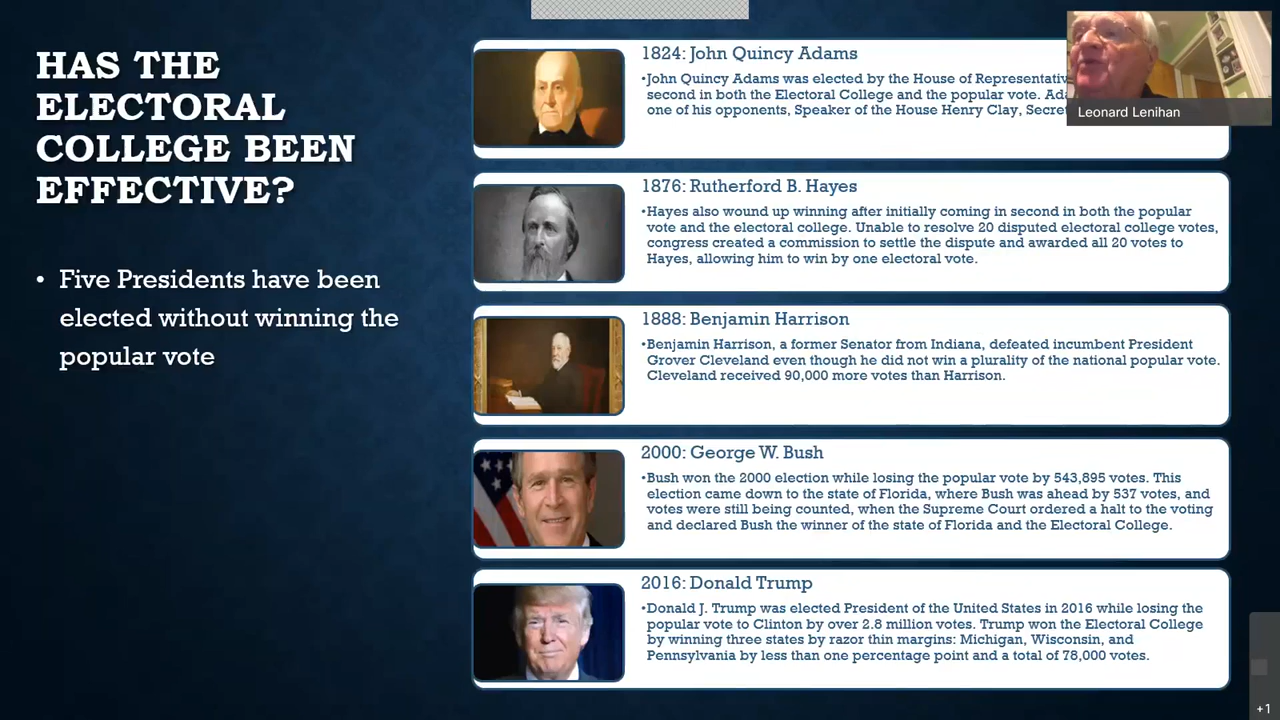 HAS THE
ELECTORAL
COLLEGE BEEN
EFFECTIVE?
• Five Presidents have been
elected without winning the
popular vote
1824: John Quincy Adams
•John Quincy Adams was elected by the House of
second in both the Electoral College and the popular vote.
one of his opponents, Speaker of the House Henry Clay,
Leonard Lenihan
1876: Rutherford B. Hayes
•Hayes also wound up winning after initially coming in second in both the popular
vote and the electoral college. Unable to resolve 20 disputed electoral college votes,
congress created a commission to settle the dispute and awarded all 20 votes to
Hayes, allowing him to win by one electoral vote.
1888: Benjamin Harrison
•Benjamin Harrison, a former Senator from Indiana, defeated incumbent President
Grover Cleveland even though he did not win a plurality of the national popular vote.
Cleveland received 90,000 more votes than Harrison.
2000: George W. Bush
•Bush won the 2000 election while losing the popular vote by 543,895 votes. This
election came down to the state of Florida, where Bush was ahead by 537 votes, and
votes were still being counted, when the Supreme Court ordered a halt to the voting
and declared Bush the winner of the state of Florida and the Electoral College.
2016: Donald Trump
•Donald J. Trump was elected President of the United States in 2016 while losing the
popular vote to Clinton by over 2.8 million votes. Trump won the Electoral College
by winning three states by razor thin margins: Michigan, Wisconsin, and
Pennsylvania by less than one percentage point and a total of 78,000 votes.
+1